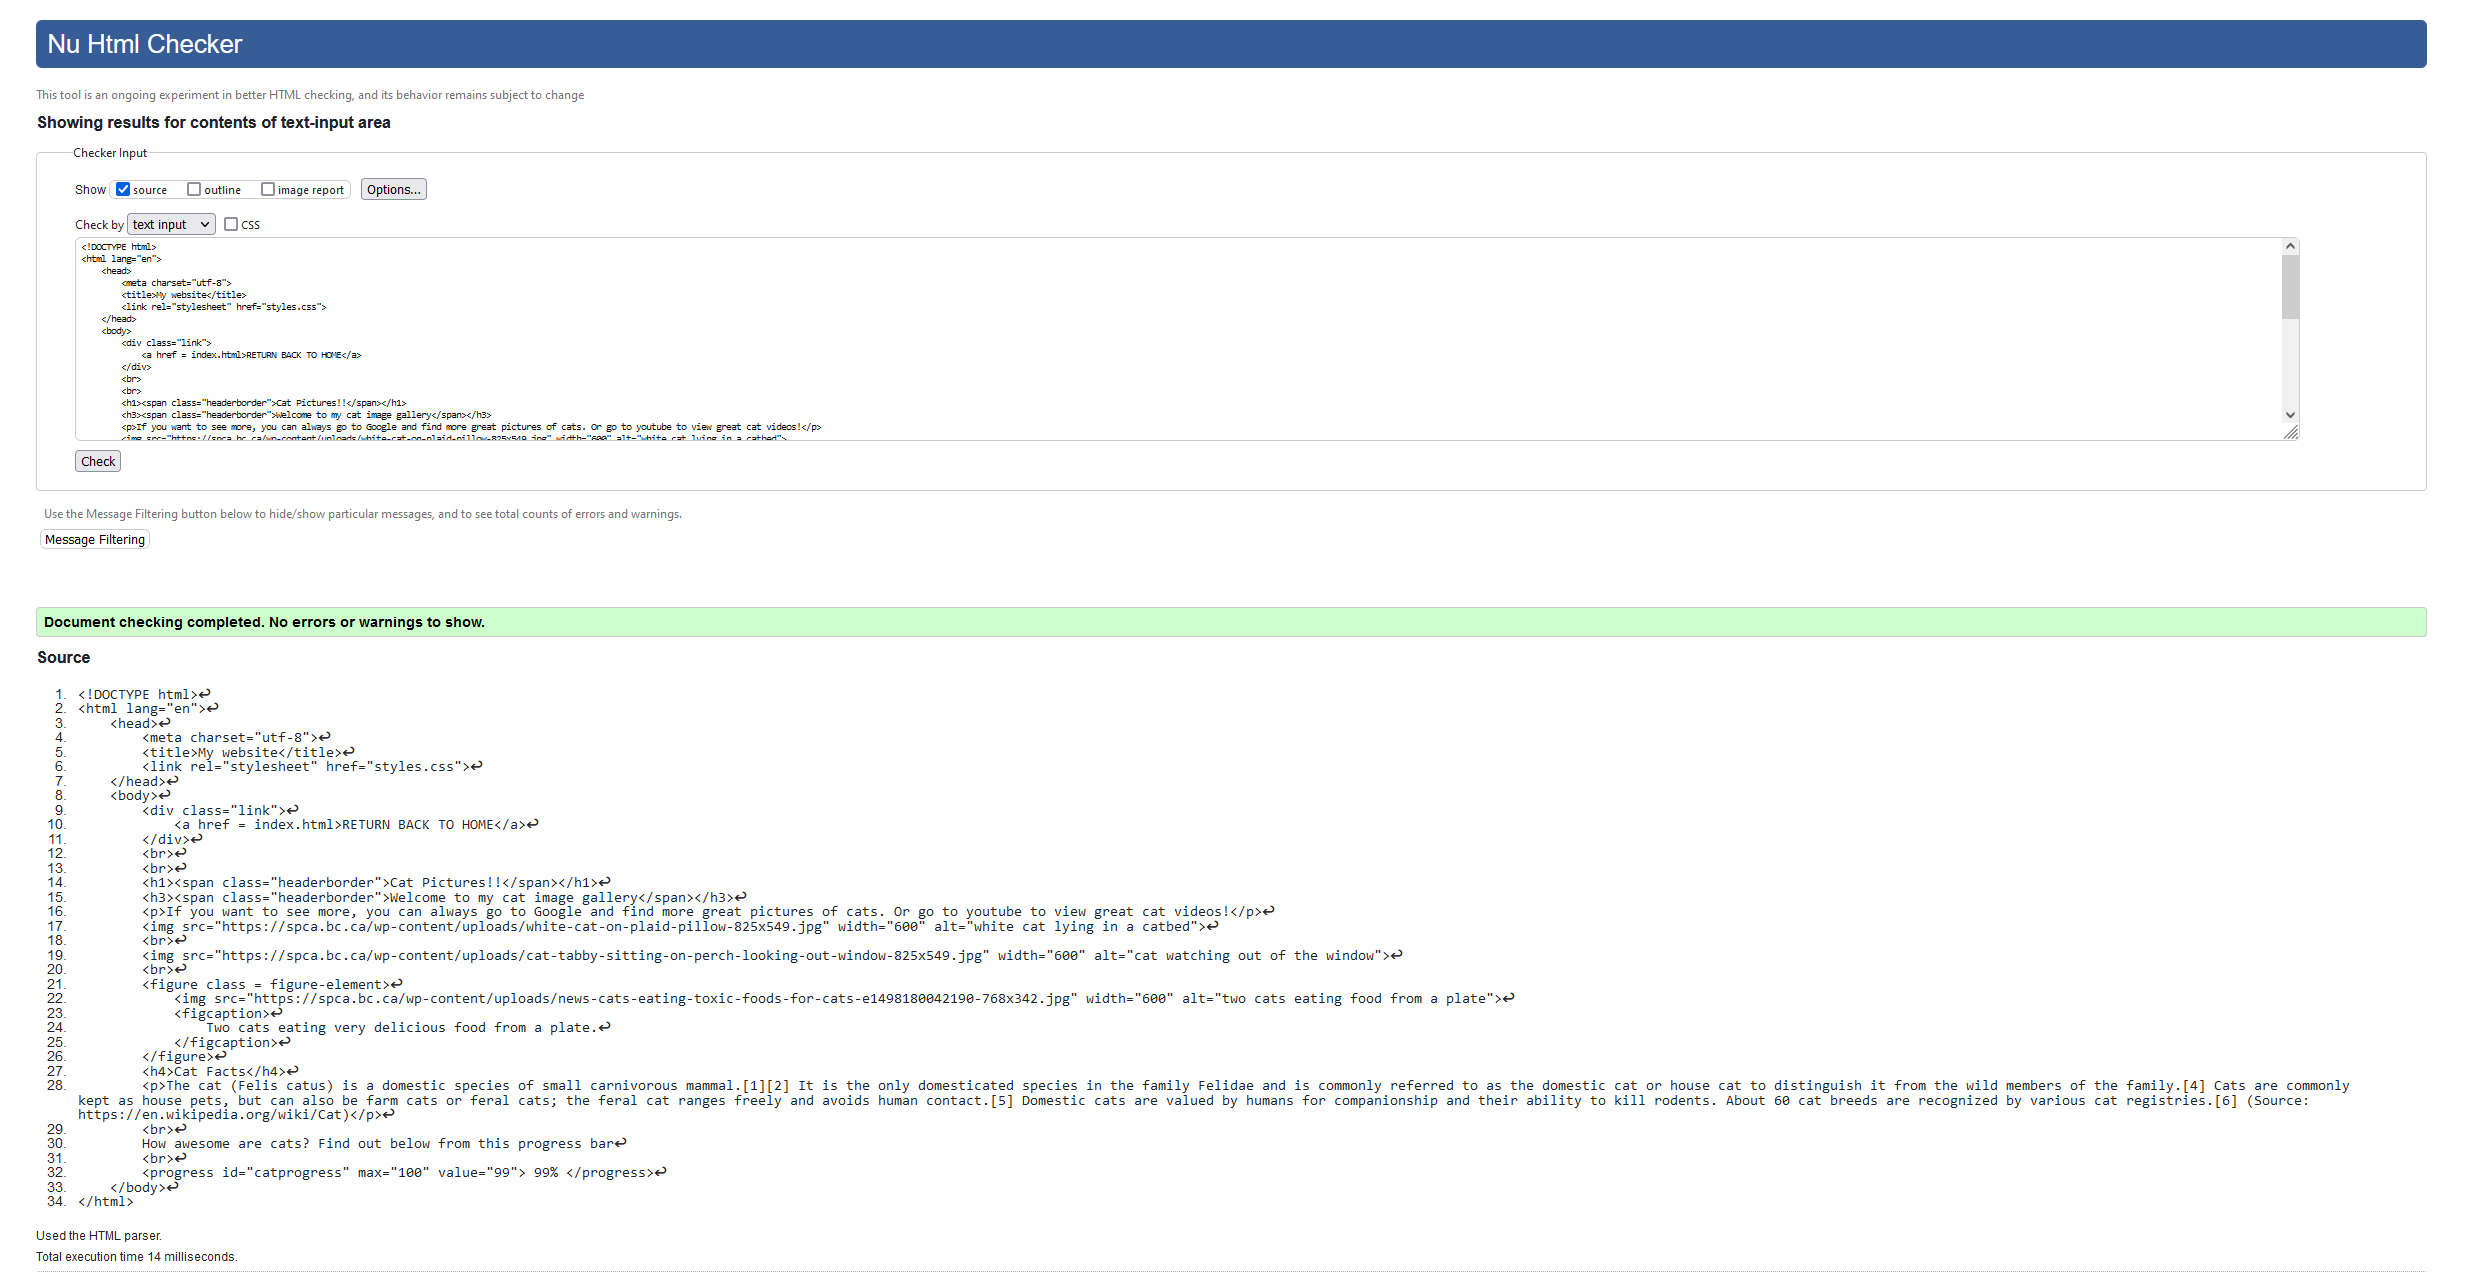 Nu Html Checker
This tool is an ongoing experiment in better HTML checking, and its behavior remains subject to change
Showing results for contents of text-input area
Checker Input
Show source outline image report Options...
Check by text input CSS
<!DOCTYPE html>
<html lang="en">
    <head>
        <meta charset="utf-8">
        <title>My website</title>
        <link rel="stylesheet" href="styles.css">
    </head>
    <body>
        <div class="link">
            <a href = index.html>RETURN BACK TO HOME</a>
        </div>
        <br>
        <br>
        <h1><span class="headerborder">Cat Pictures!!</span></h1>
        <h3><span class="headerborder">Welcome to my cat image gallery</span></h3>
        <p>If you want to see more, you can always go to Google and find more great pictures of cats. Or go to youtube to view great cat videos!</p>
        <img src="https://spca.bc.ca/wp-content/uploads/white-cat-on-plaid-pillow-825x549.jpg" width="600" alt="white cat lying in a catbed">
Check
Use the Message Filtering button below to hide/show particular messages, and to see total counts of errors and warnings.
Message Filtering
Document checking completed. No errors or warnings to show.
Source
1. <!DOCTYPE html>↩
2. <html lang="en">↩
3.     <head>↩
4.         <meta charset="utf-8">↩
5.         <title>My website</title>↩
6.         <link rel="stylesheet" href="styles.css">↩
7.     </head>↩
8.     <body>↩
9.         <div class="link">↩
10.             <a href = index.html>RETURN BACK TO HOME</a>↩
11.         </div>↩
12.         <br>↩
13.         <br>↩
14.         <h1><span class="headerborder">Cat Pictures!!</span></h1>↩
15.         <h3><span class="headerborder">Welcome to my cat image gallery</span></h3>↩
16.         <p>If you want to see more, you can always go to Google and find more great pictures of cats. Or go to youtube to view great cat videos!</p>↩
17.         <img src="https://spca.bc.ca/wp-content/uploads/white-cat-on-plaid-pillow-825x549.jpg" width="600" alt="white cat lying in a catbed">↩
18.         <br>↩
19.         <img src="https://spca.bc.ca/wp-content/uploads/cat-tabby-sitting-on-perch-looking-out-window-825x549.jpg" width="600" alt="cat watching out of the window">↩
20.         <br>↩
21.         <figure class = figure-element>↩
22.             <img src="https://spca.bc.ca/wp-content/uploads/news-cats-eating-toxic-foods-for-cats-e1498180042190-768x342.jpg" width="600" alt="two cats eating food from a plate">↩
23.             <figcaption>↩
24.                 Two cats eating very delicious food from a plate.↩
25.             </figcaption>↩
26.         </figure>↩
27.         <h4>Cat Facts</h4>↩
28.         <p>The cat (Felis catus) is a domestic species of small carnivorous mammal.[1][2] It is the only domesticated species in the family Felidae and is commonly referred to as the domestic cat or house cat to distinguish it from the wild members of the family.[4] Cats are commonly
kept as house pets, but can also be farm cats or feral cats; the feral cat ranges freely and avoids human contact.[5] Domestic cats are valued by humans for companionship and their ability to kill rodents. About 60 cat breeds are recognized by various cat registries.[6] (Source:
https://en.wikipedia.org/wiki/Cat)</p>↩
29.         <br>↩
30.         How awesome are cats? Find out below from this progress bar↩
31.         <br>↩
32.         <progress id="catprogress" max="100" value="99"> 99% </progress>↩
33.     </body>↩
34. </html>
Used the HTML parser.
Total execution time 14 milliseconds.